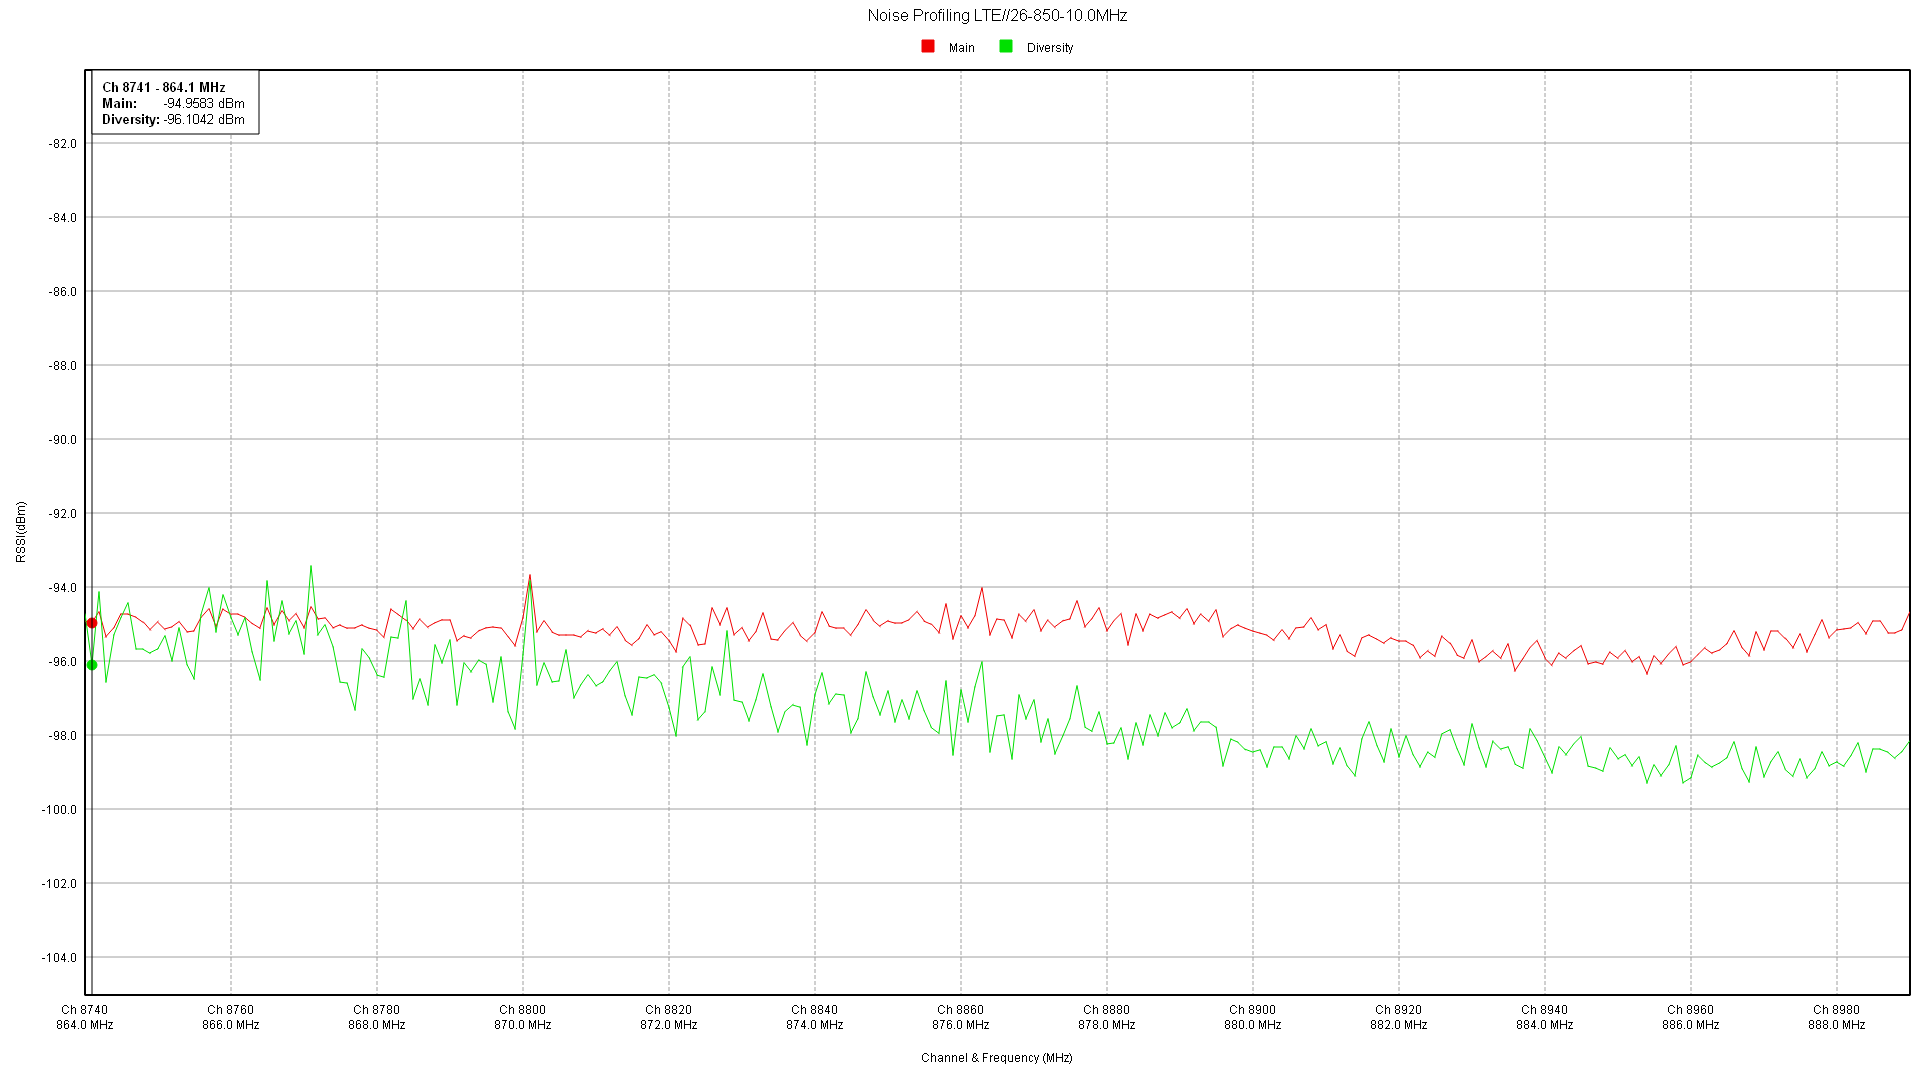 Noise Profiling LTE//26-850-10.0MHz
Main Diversity
Ch 8741 - 864.1 MHz
Main: -94.9583 dBm
Diversity: -96.1042 dBm
-82.0
-84.0
-86.0
-88.0
-90.0
-92.0
-94.0
-96.0
-98.0
-100.0
-102.0
-104.0
RSSI(dBm)
Ch 8740 Ch 8760 Ch 8780 Ch 8800 Ch 8820 Ch 8840 Ch 8860 Ch 8880 Ch 8900 Ch 8920 Ch 8940 Ch 8960 Ch 8980
864.0 MHz 866.0 MHz 868.0 MHz 870.0 MHz 872.0 MHz 874.0 MHz 876.0 MHz 878.0 MHz 880.0 MHz 882.0 MHz 884.0 MHz 886.0 MHz 888.0 MHz
Channel & Frequency (MHz)